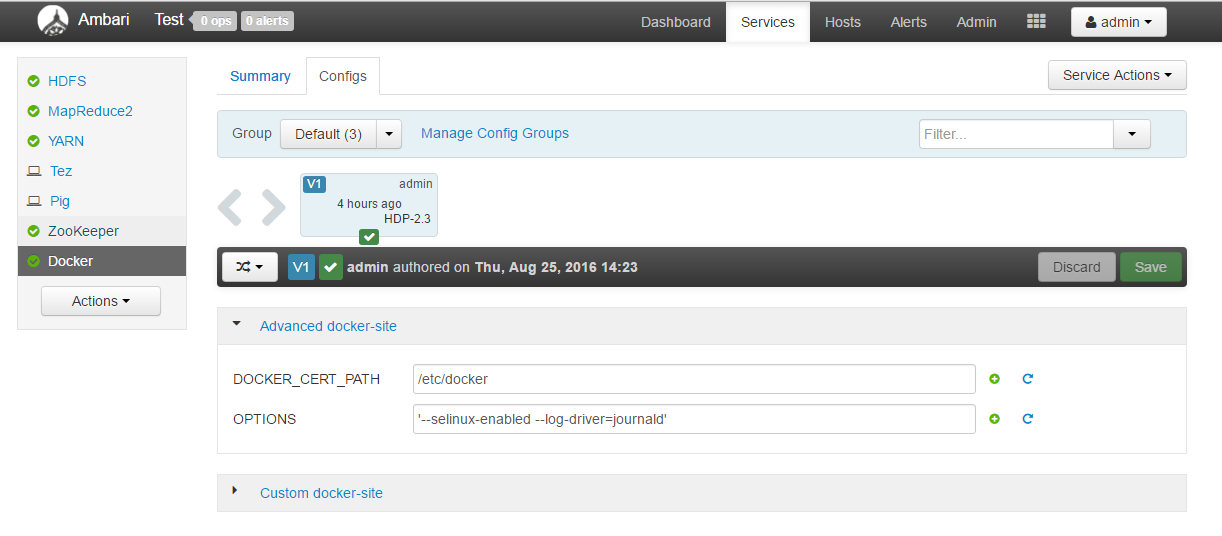 Ambari Test 0 ops 0 alerts Dashboard Services Hosts Alerts Admin admin
HDFS
MapReduce2
YARN
Tez
Pig
ZooKeeper
Docker
Actions
Summary Configs Service Actions
Group Default (3) Manage Config Groups Filter...
V1 admin
4 hours ago
HDP-2.3
V1 admin authored on Thu, Aug 25, 2016 14:23 Discard Save
Advanced docker-site
DOCKER_CERT_PATH /etc/docker
OPTIONS '--selinux-enabled --log-driver=journald'
Custom docker-site